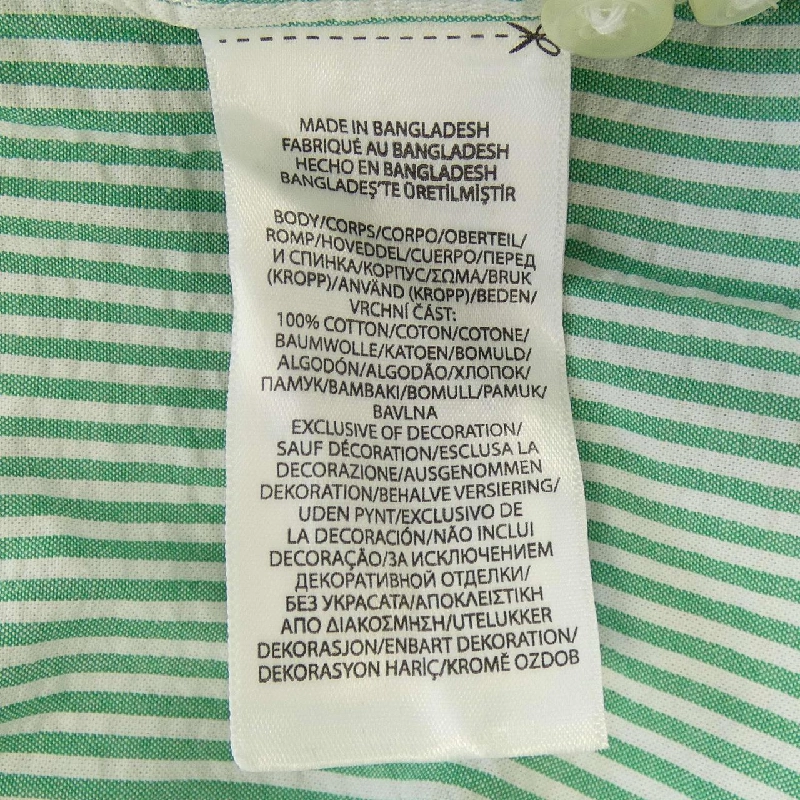 MADE IN BANGLADESH
FABRIQUÉ AU BANGLADESH
HECHO EN BANGLADESH
BANGLADEŞ'TE ÜRETİLMİŞTİR
BODY/CORPS/CORPO/OBERTEIL/
ROMP/HOVEDDEL/CUERPO/ПЕРЕД
И СПИНКА/КОРПУС/ΣΩΜΑ/BRUK
(KROPP)/ANVÄND (KROPP)/BEDEN/
VRCHNÍ ČÁST:
100% COTTON/COTON/COTONE/
BAUMWOLLE/KATOEN/BOMULD/
ALGODÓN/ALGODÃO/ХЛОПОК/
ПАМУК/ΒΑΜΒΑΚΙ/BOMULL/PAMUK/
BAVLNA
EXCLUSIVE OF DECORATION/
SAUF DÉCORATION/ESCLUSA LA
DECORAZIONE/AUSGENOMMEN
DEKORATION/BEHALVE VERSIERING/
UDEN PYNT/EXCLUSIVO DE
LA DECORACIÓN/NÃO INCLUI
DECORAÇÃO/ЗА ИСКЛЮЧЕНИЕМ
ДЕКОРАТИВНОЙ ОТДЕЛКИ/
БЕЗ УКРАСАТА/ΑΠΟΚΛΕΙΣΤΙΚΗ
ΑΠΟ ΔΙΑΚΟΣΜΗΣΗ/UTELUKKER
DEKORASJON/ENBART DEKORATION/
DEKORASYON HARİÇ/KROMĚ OZDOB